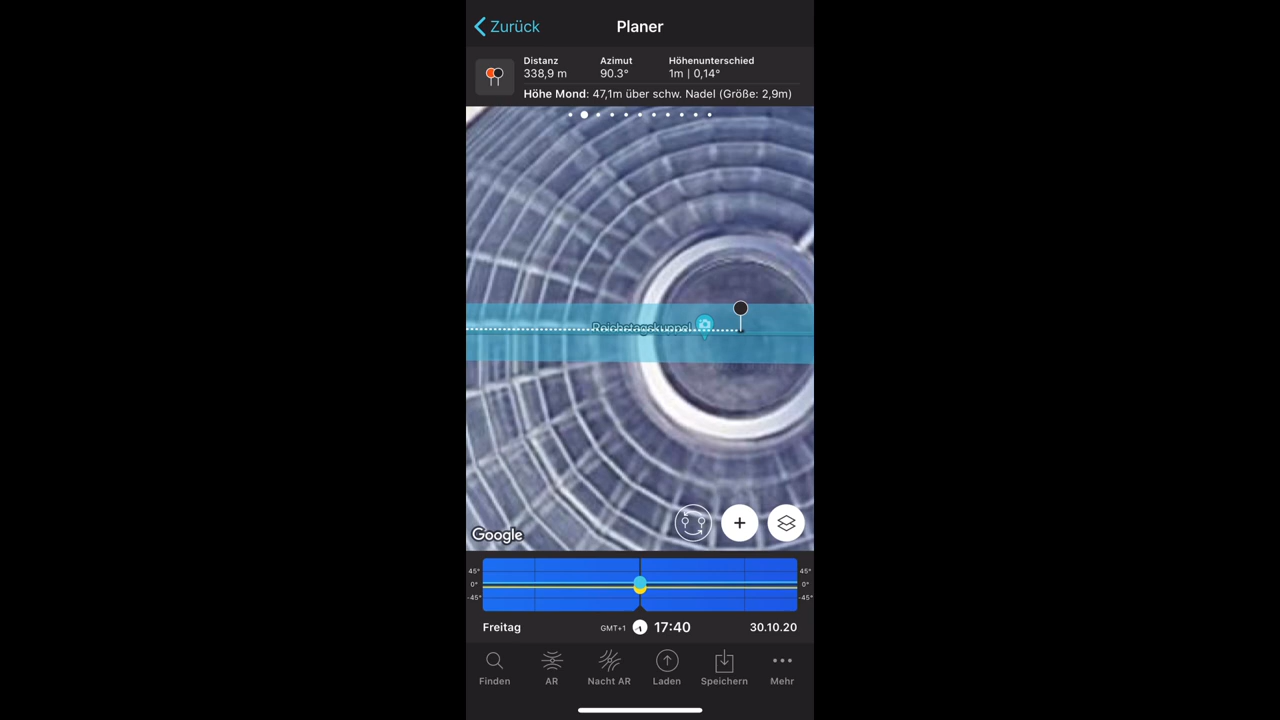 Zurück
Planer
Distanz Azimut Höhenunterschied
338,9 m 90.3° 1m | 0,14°
Höhe Mond: 47,1m über schw. Nadel (Größe: 2,9m)
Reichstagskuppel
Google
45° 45°
0° 0°
-45° -45°
Freitag GMT+1 17:40 30.10.20
Finden AR Nacht AR Laden Speichern Mehr